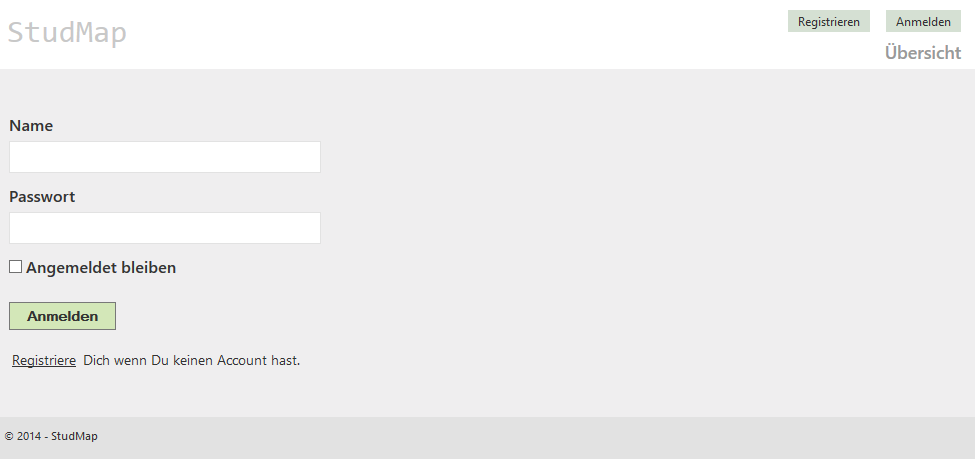 StudMap
Registrieren Anmelden
Übersicht
Name
Passwort
Angemeldet bleiben
Anmelden
Registriere Dich wenn Du keinen Account hast.
© 2014 - StudMap